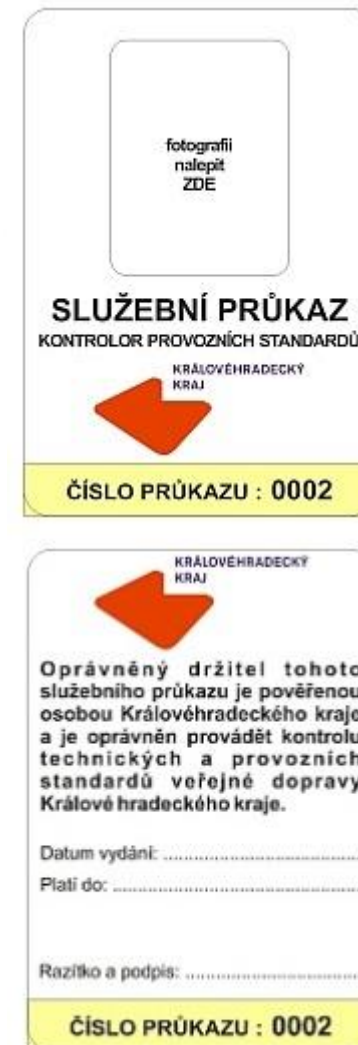 fotografii
nalepit
ZDE
SLUŽEBNÍ PRŮKAZ
KONTROLOR PROVOZNÍCH STANDARDŮ
KRÁLOVÉHRADECKÝ
KRAJ
ČÍSLO PRŮKAZU : 0002
KRÁLOVÉHRADECKÝ
KRAJ
Oprávněný držitel tohoto
služebního průkazu je pověřenou
osobou Královéhradeckého kraje
a je oprávněn provádět kontrolu
technických a provozních
standardů veřejné dopravy
Králové hradeckého kraje.
Datum vydání: ....................................
Platí do: ....................................
Razítko a podpis: ....................................
ČÍSLO PRŮKAZU : 0002